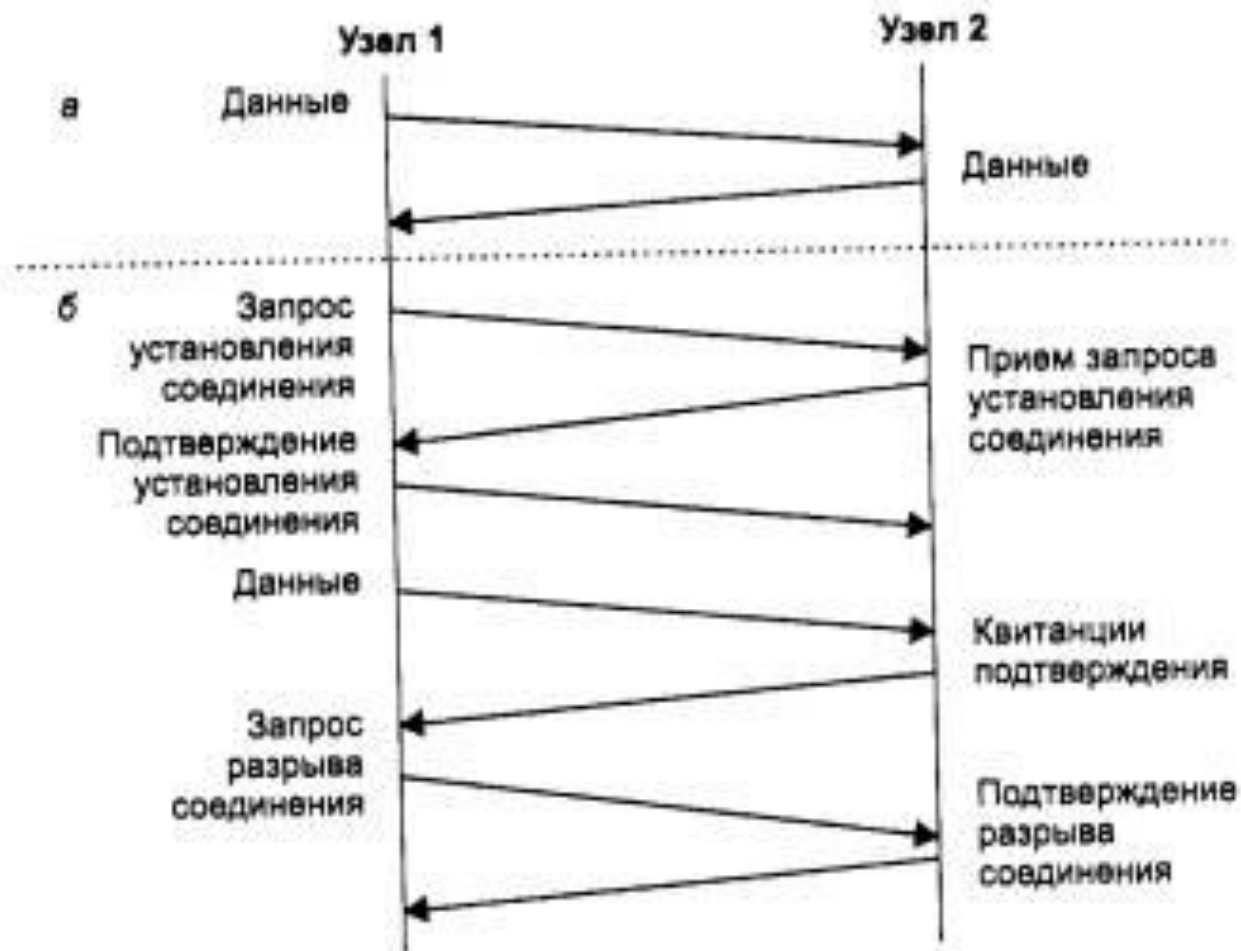 Узел 1
Узел 2
а
Данные
Данные
б
Запрос
установления
соединения
Прием запроса
установления
соединения
Подтверждение
установления
соединения
Данные
Квитанции
подтверждения
Запрос
разрыва
соединения
Подтверждение
разрыва
соединения